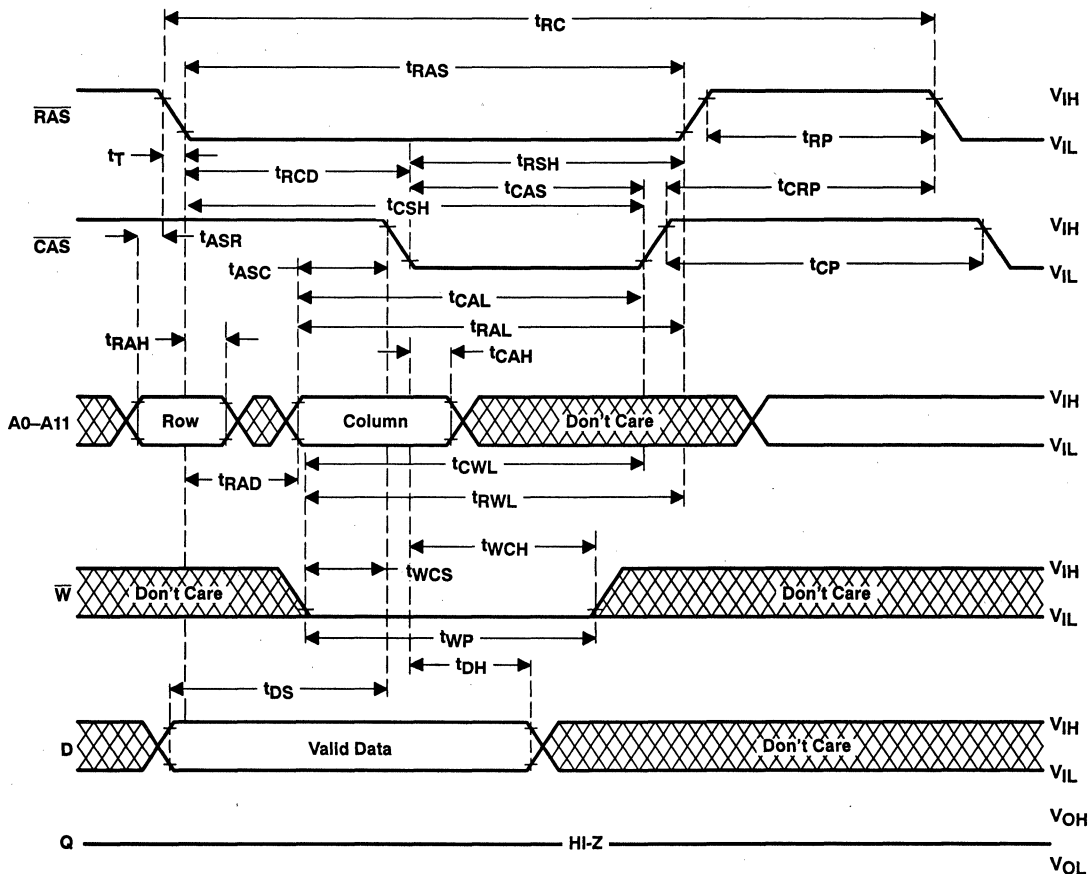 tRC
tRAS
RAS
VIH
VIL
tT
tRP
tRCD
tRSH
tCAS
tCRP
tCSH
CAS
VIH
VIL
tASR
tASC
tCP
tCAL
tRAL
tRAH
tCAH
A0–A11
Row
Column
Don't Care
VIH
VIL
tCWL
tRAD
tRWL
tWCH
W
Don't Care
tWCS
Don't Care
VIH
VIL
tWP
tDH
tDS
D
Valid Data
Don't Care
VIH
VIL
VOH
Q
HI-Z
VOL